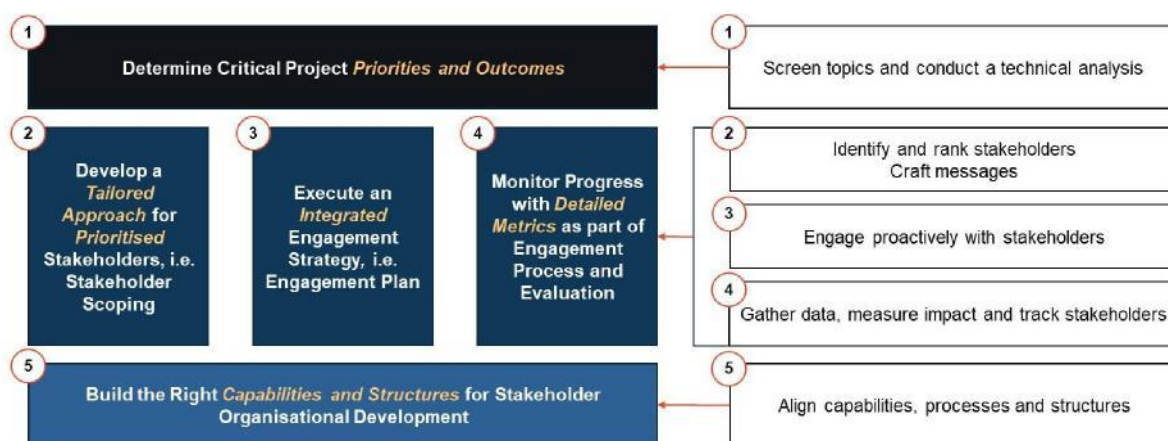 1
Determine Critical Project Priorities and Outcomes
1
Screen topics and conduct a technical analysis
2
Develop a
Tailored
Approach for
Prioritised
Stakeholders, i.e.
Stakeholder
Scoping
3
Execute an
Integrated
Engagement
Strategy, i.e.
Engagement Plan
4
Monitor Progress
with Detailed
Metrics as part of
Engagement
Process and
Evaluation
2
Identify and rank stakeholders
Craft messages
3
Engage proactively with stakeholders
4
Gather data, measure impact and track stakeholders
5
Build the Right Capabilities and Structures for Stakeholder
Organisational Development
5
Align capabilities, processes and structures